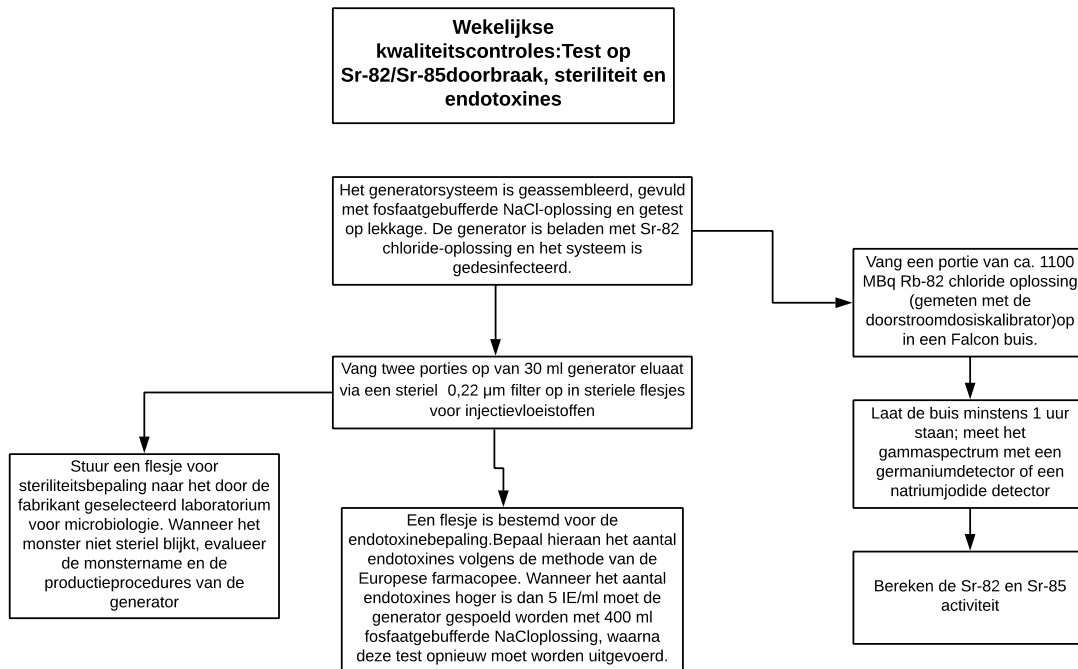 Wekelijkse
kwaliteitscontroles:Test op
Sr-82/Sr-85doorbraak, steriliteit en
endotoxines
Het generatorsysteem is geassembleerd, gevuld
met fosfaatgebufferde NaCl-oplossing en getest
op lekkage. De generator is beladen met Sr-82
chloride-oplossing en het systeem is
gedesinfecteerd.
Vang een portie van ca. 1100
MBq Rb-82 chloride oplossing
(gemeten met de
doorstroomdosiskalibrator)op
in een Falcon buis.
Vang twee porties op van 30 ml generator eluaat
via een steriel 0,22 μm filter op in steriele flesjes
voor injectievloeistoffen
Laat de buis minstens 1 uur
staan; meet het
gammaspectrum met een
germaniumdetector of een
natriumjodide detector
Stuur een flesje voor
steriliteitsbepaling naar het door de
fabrikant geselecteerd laboratorium
voor microbiologie. Wanneer het
monster niet steriel blijkt, evalueer
de monstername en de
productieprocedures van de
generator
Een flesje is bestemd voor de
endotoxinebepaling.Bepaal hieraan het aantal
endotoxines volgens de methode van de
Europese farmacopee. Wanneer het aantal
endotoxines hoger is dan 5 IE/ml moet de
generator gespoeld worden met 400 ml
fosfaatgebufferde NaCloplossing, waarna
deze test opnieuw moet worden uitgevoerd.
Bereken de Sr-82 en Sr-85
activiteit